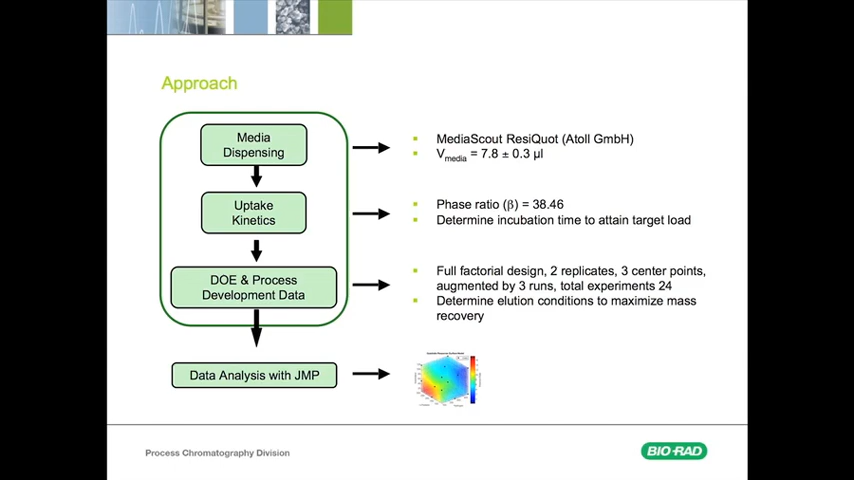 Approach
Media
Dispensing
MediaScout ResiQuot (Atoll GmbH)
Vmedia = 7.8 ± 0.3 µl
Uptake
Kinetics
Phase ratio (β) = 38.46
Determine incubation time to attain target load
DOE & Process
Development Data
Full factorial design, 2 replicates, 3 center points,
augmented by 3 runs, total experiments 24
Determine elution conditions to maximize mass
recovery
Data Analysis with JMP
Process Chromatography Division
BIO-RAD